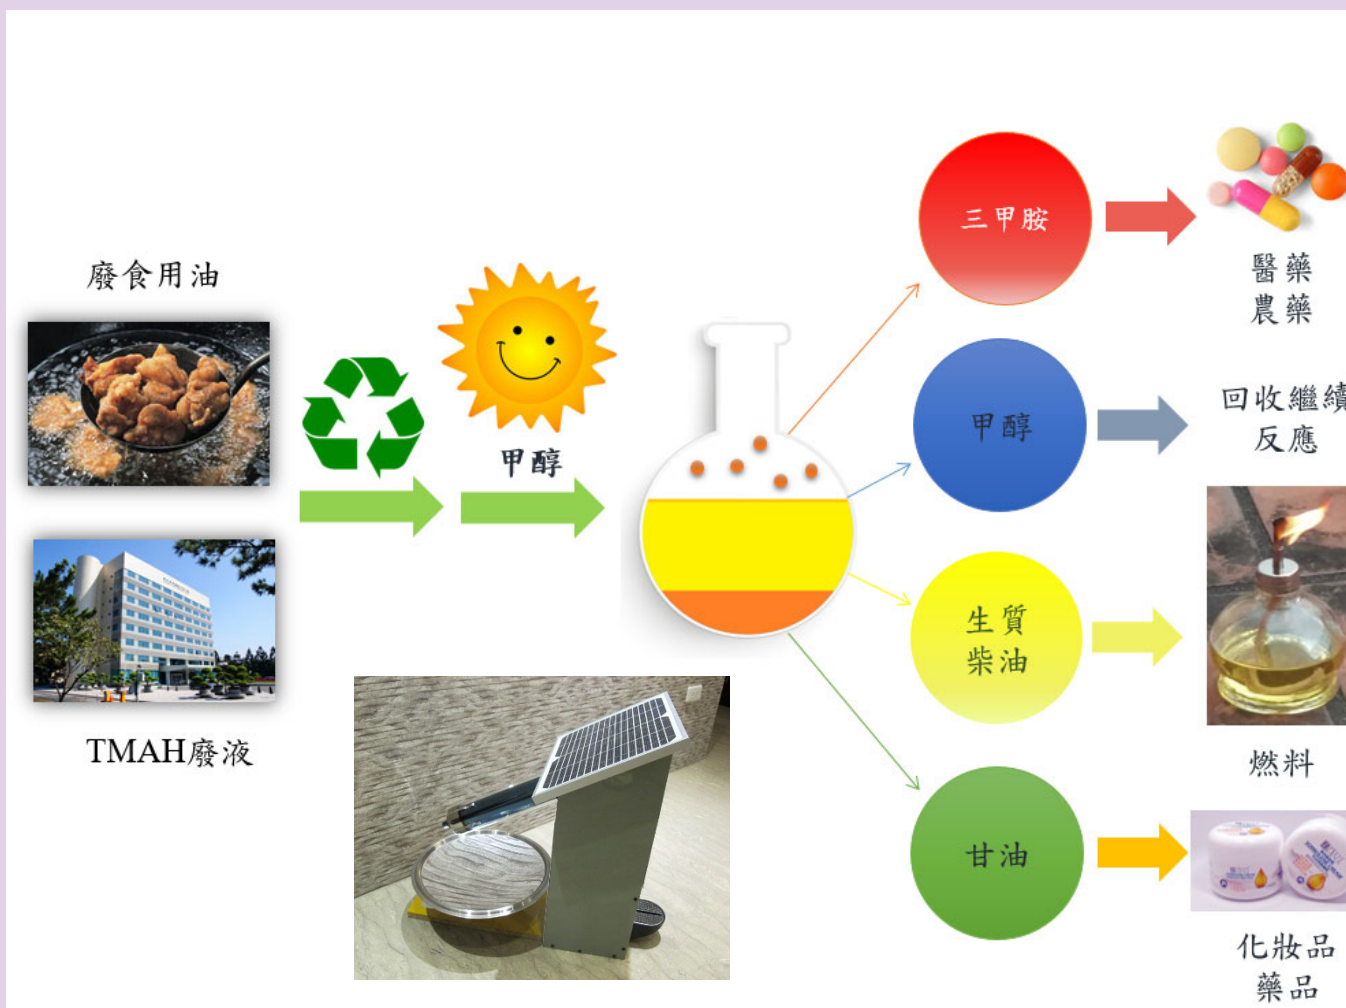 廢食用油
TMAH廢液
甲醇
三甲胺
醫藥
農藥
甲醇
回收繼續
反應
生質
柴油
燃料
甘油
化妝品
藥品